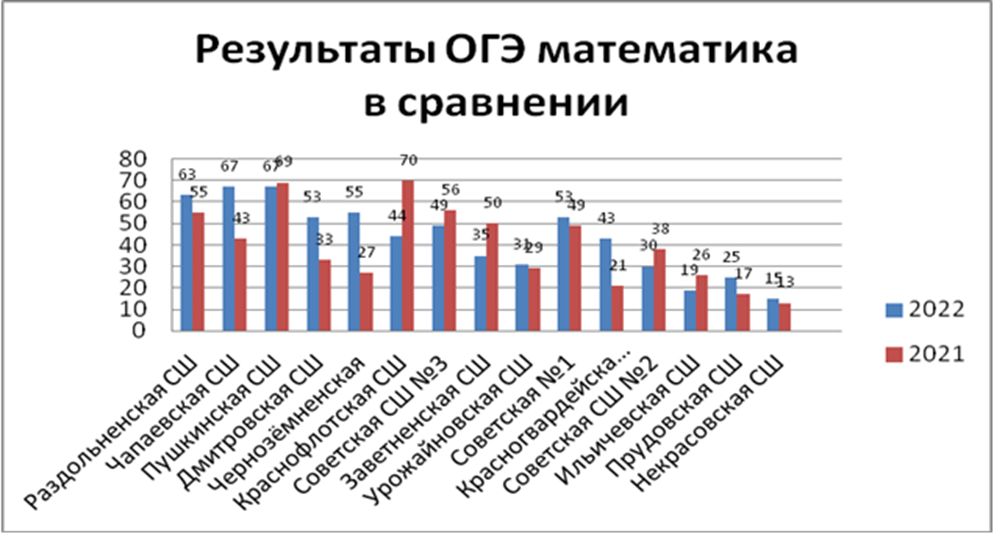 Результаты ОГЭ математика
в сравнении
80
70
60
50
40
30
20
10
0
63
55
67
43
67
69
53
33
55
27
44
70
49
56
35
50
31
29
53
49
43
21
30
38
19
26
25
17
15
13
Раздольненская СШ
Чапаевская СШ
Пушкинская СШ
Дмитровская СШ
Чернозёмненская
Краснофлотская СШ
Советская СШ №3
Заветненская СШ
Урожайновская СШ
Советская №1
Красногвардейска...
Советская СШ №2
Ильичевская СШ
Прудовская СШ
Некрасовская СШ
2022
2021